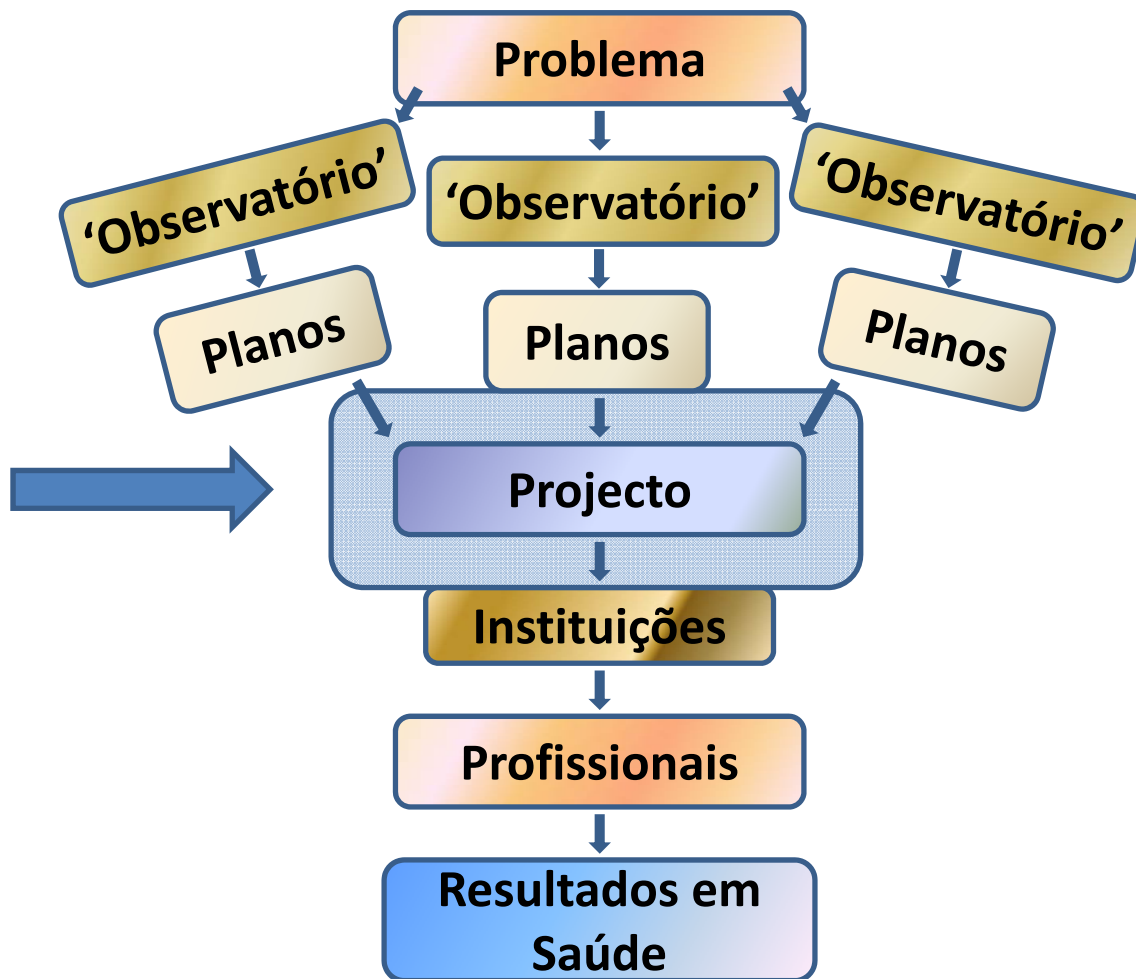 Problema
‘Observatório’
‘Observatório’
‘Observatório’
Planos
Planos
Planos
Projecto
Instituições
Profissionais
Resultados em
Saúde